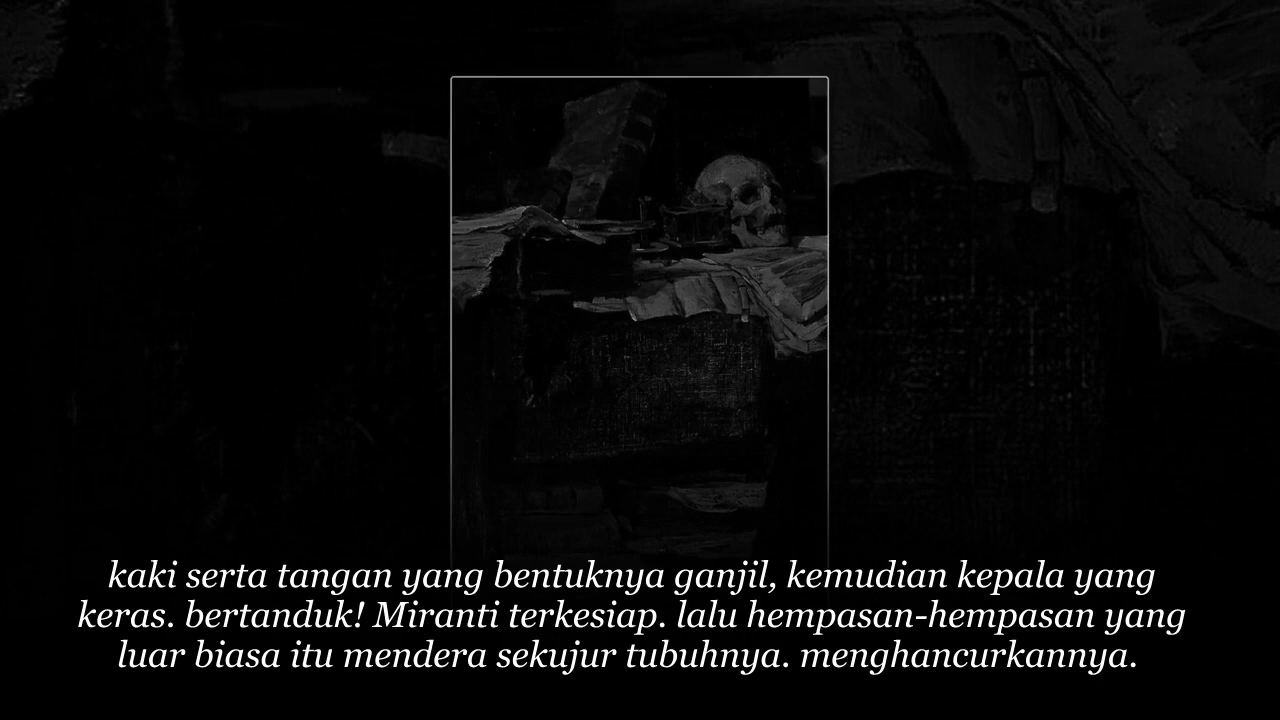 kaki serta tangan yang bentuknya ganjil, kemudian kepala yang
keras. bertanduk! Miranti terkesiap. lalu hempasan-hempasan yang
luar biasa itu mendera sekujur tubuhnya. menghancurkannya.